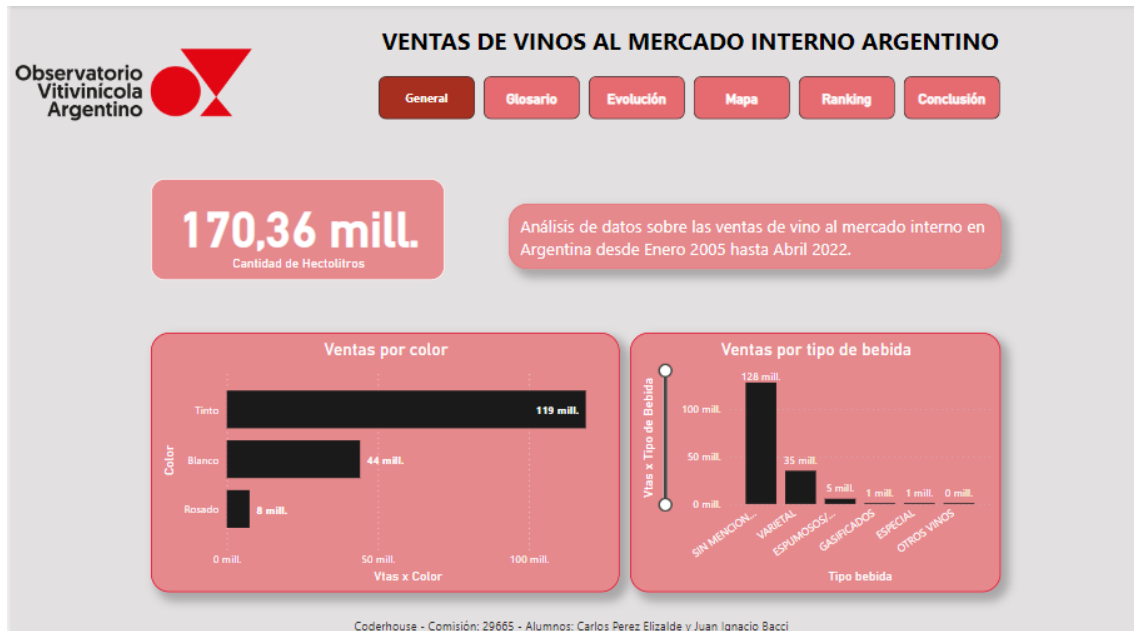 VENTAS DE VINOS AL MERCADO INTERNO ARGENTINO
Observatorio
Vitivinícola
Argentino
General
Glosario
Evolución
Mapa
Ranking
Conclusión
170,36 mill.
Cantidad de Hectolitros
Análisis de datos sobre las ventas de vino al mercado interno en
Argentina desde Enero 2005 hasta Abril 2022.
Ventas por color
Color
Tinto
119 mill.
Blanco
44 mill.
Rosado
8 mill.
0 mill.
50 mill.
100 mill.
Vtas x Color
Ventas por tipo de bebida
Vtas x Tipo de Bebida
100 mill.
50 mill.
0 mill.
128 mill.
35 mill.
5 mill.
1 mill.
1 mill.
0 mill.
SIN MENCION...
VARIETAL
ESPUMOSOS/...
GASIFICADOS
ESPECIAL
OTROS VINOS
Tipo bebida
Coderhouse - Comisión: 29665 - Alumnos: Carlos Perez Elizalde y Juan Ignacio Bacci